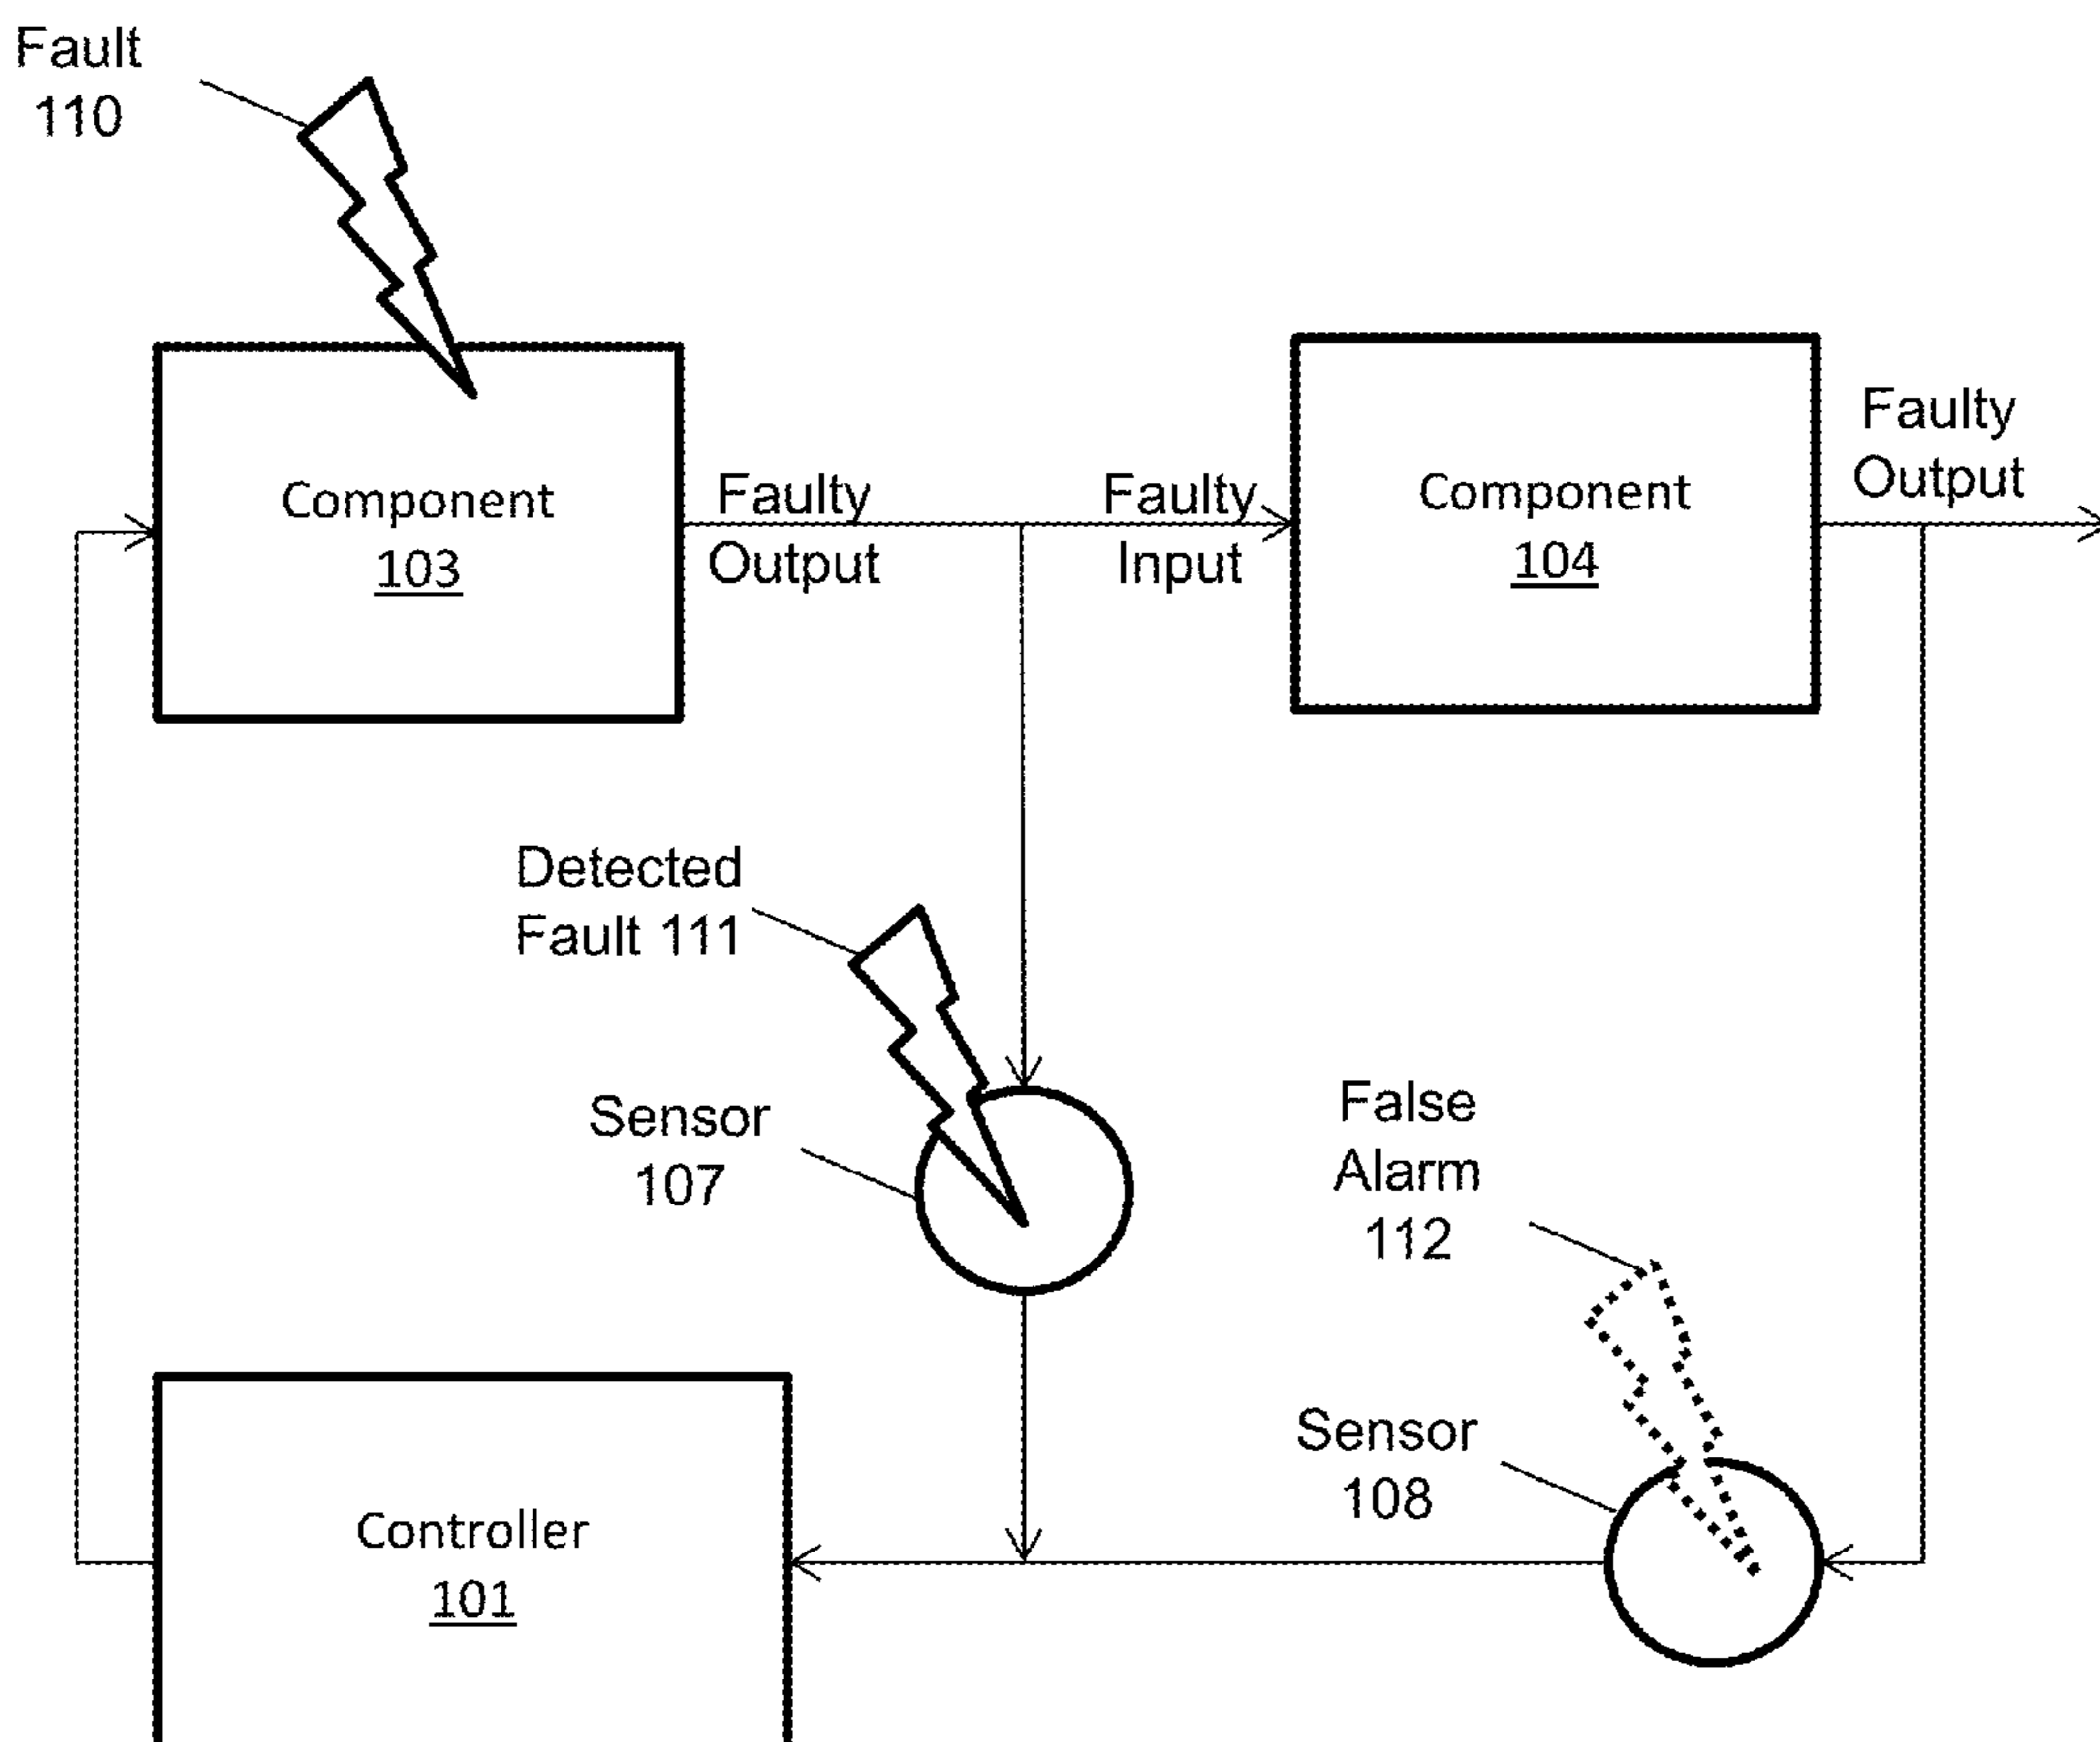 Fault
110
Component
103
Faulty
Output
Faulty
Input
Component
104
Faulty
Output
Detected
Fault 111
Sensor
107
False
Alarm
112
Sensor
108
Controller
101